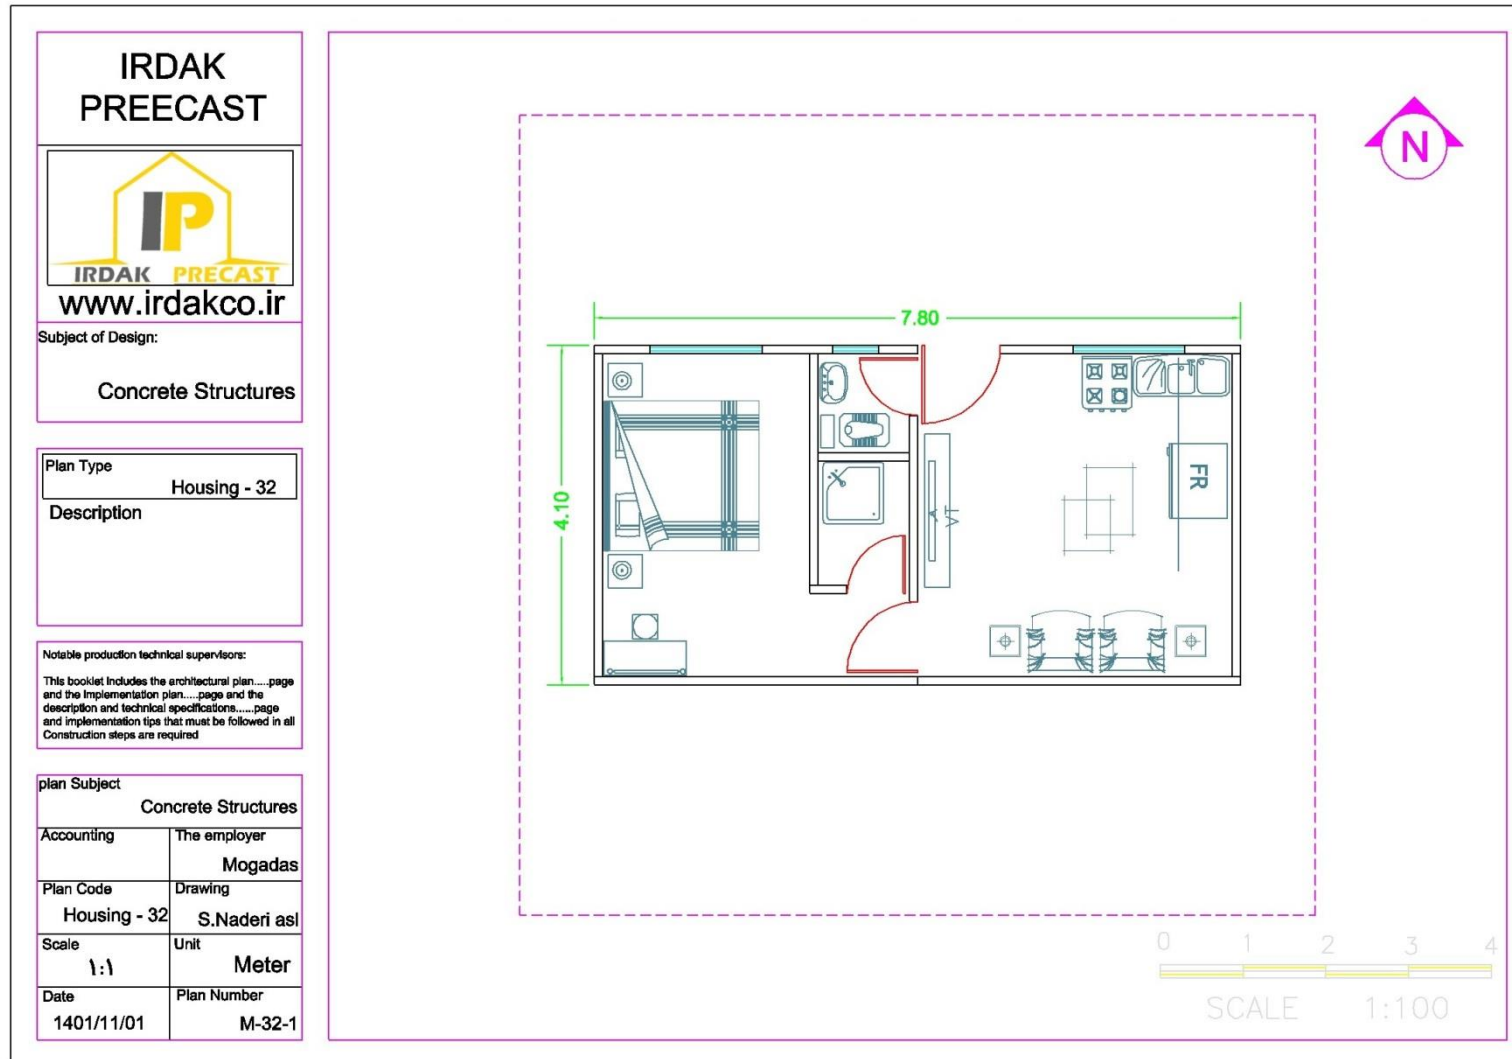 IRDAK
PREECAST
IP
IRDAK PRECAST
www.irdakco.ir
Subject of Design:
Concrete Structures
Plan Type
Housing - 32
Description
Notable production technical supervisors:
This booklet includes the architectural plan.....page
and the implementation plan.....page and the
description and technical specifications......page
and implementation tips that must be followed in all
Construction steps are required
plan Subject
Concrete Structures
Accounting
The employer
Mogadas
Plan Code
Housing - 32
Drawing
S.Naderi asl
Scale
۱:۱
Unit
Meter
Date
1401/11/01
Plan Number
M-32-1
N
7.80
4.10
FR
0 1 2 3 4
SCALE 1:100